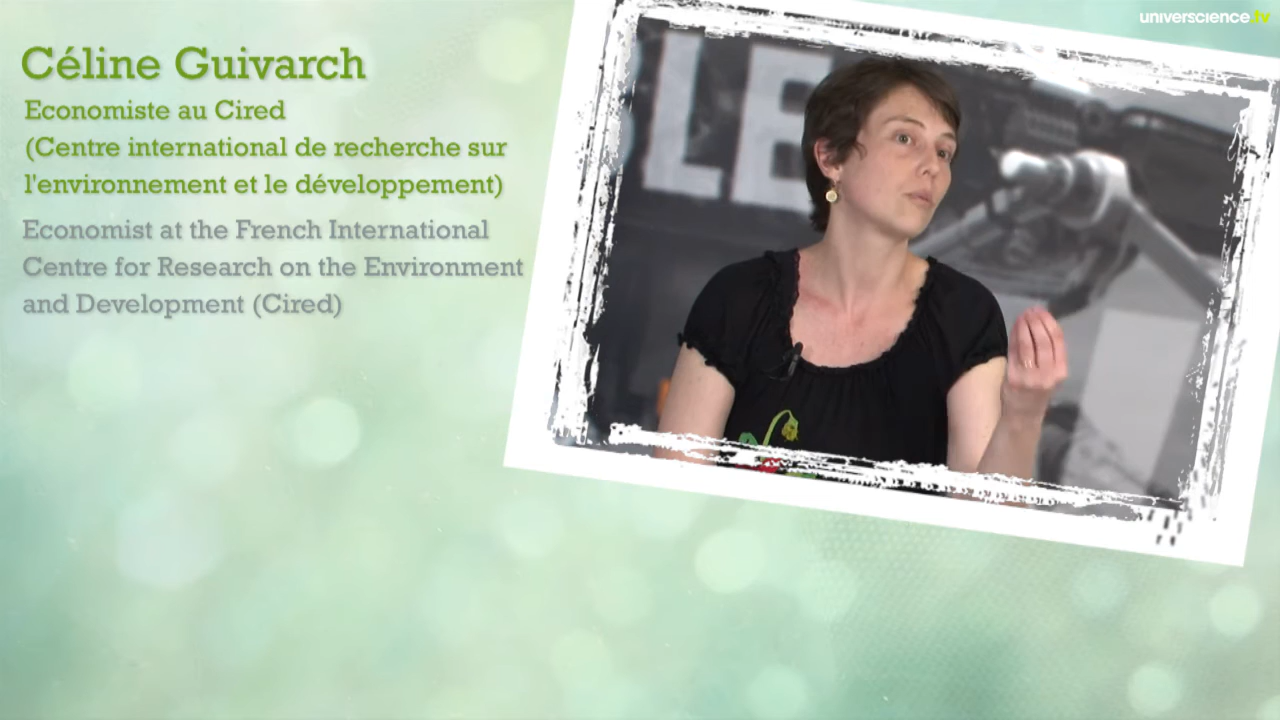 universcience.tv
Céline Guivarch
Economiste au Cired
(Centre international de recherche sur
l'environnement et le développement)
Economist at the French International
Centre for Research on the Environment
and Development (Cired)
LE